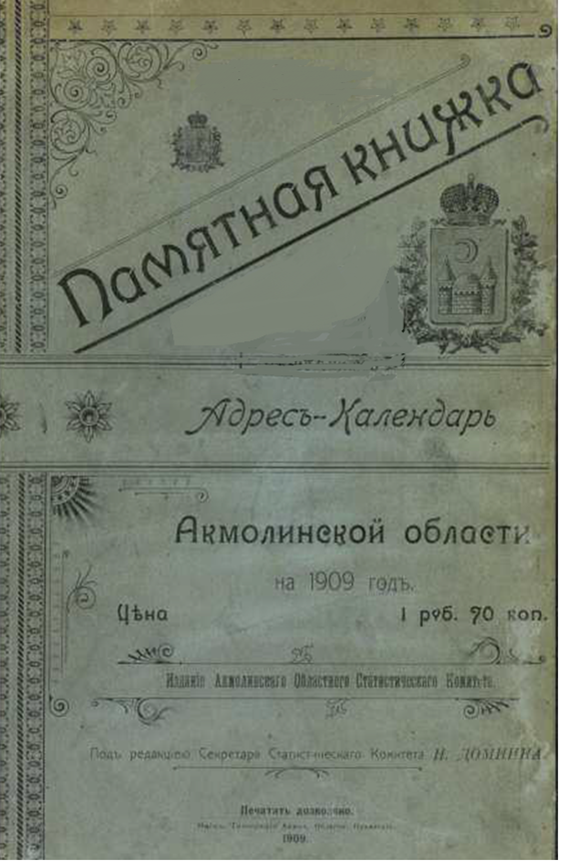 Памятная книжка
Адресъ-Календарь
Акмолинской области
на 1909 годъ.
Цѣна 1 руб. 70 коп.
Изданіе Акмолинскаго Областного Статистическаго Комитета.
Подъ редакціею Секретаря Статистическаго Комитета Н. ДОМНИНА.
Печатать дозволено.
1909.